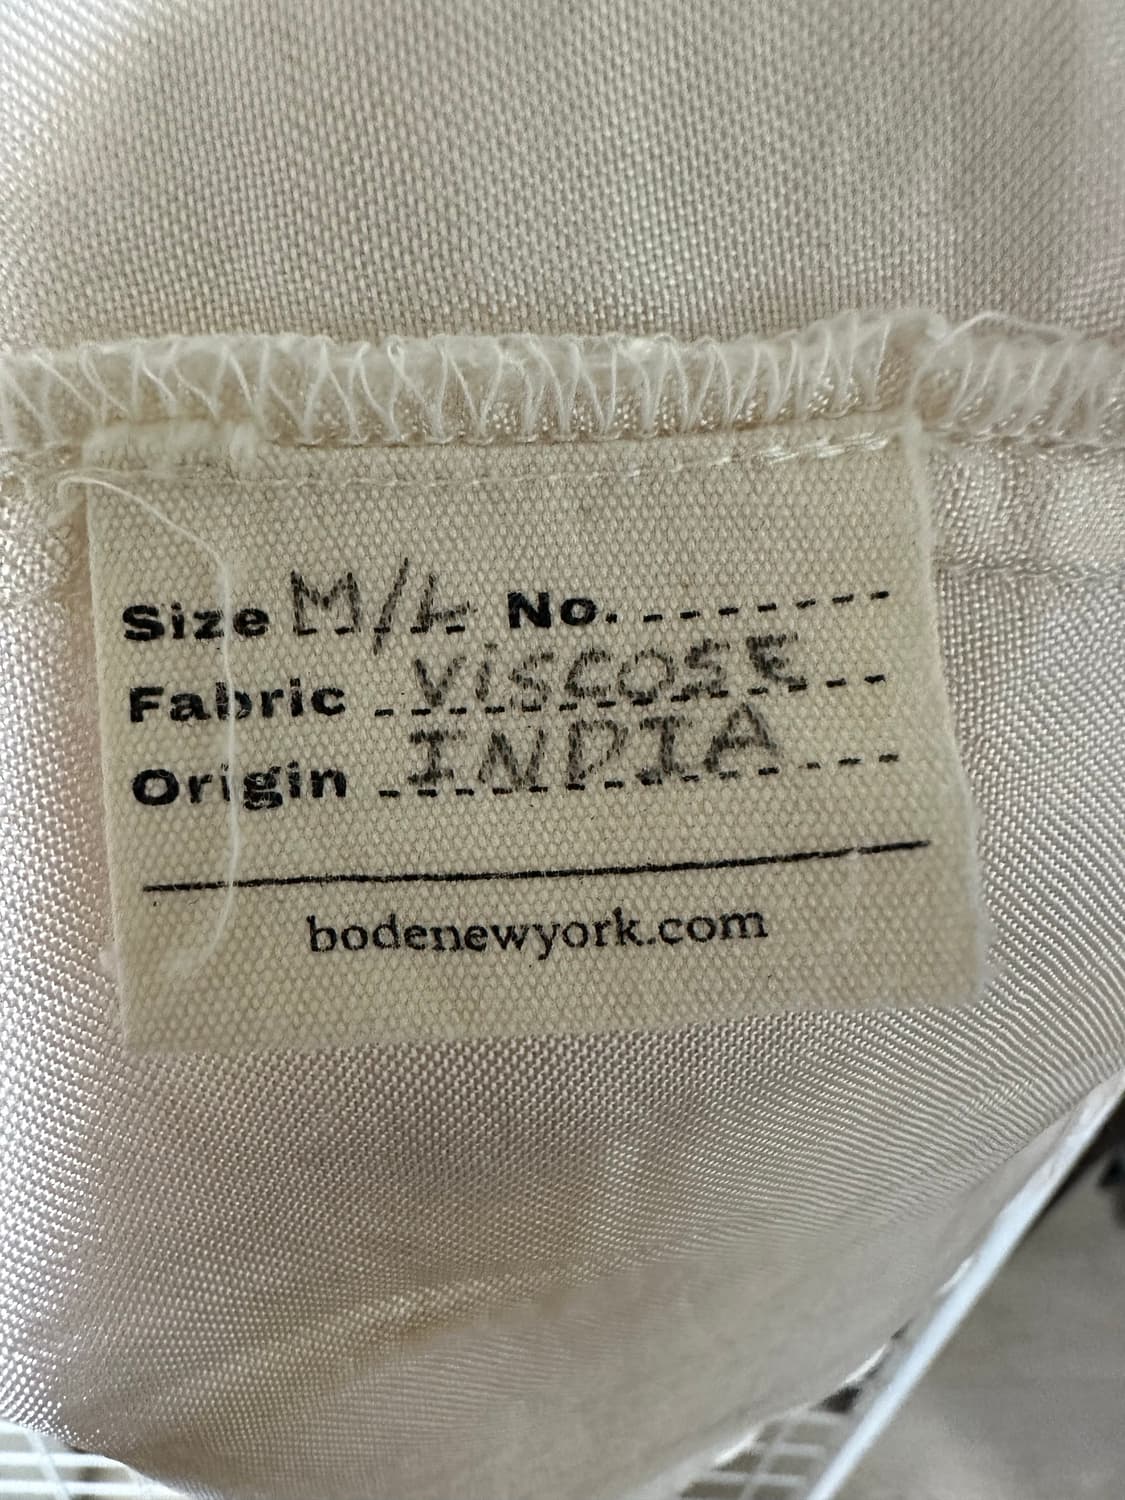 Size M/L No.
Fabric ViSCOSE
Origin INDIA
bodenewyork.com